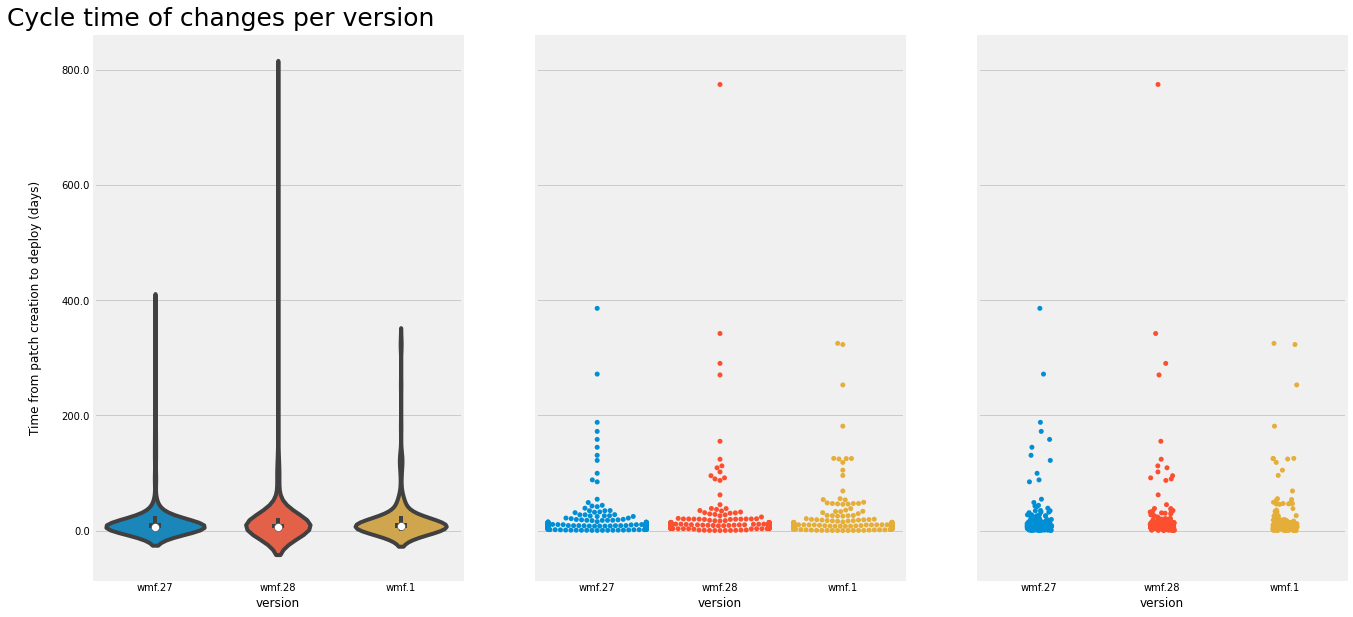 Cycle time of changes per version
Time from patch creation to deploy (days)
800.0
600.0
400.0
200.0
0.0
wmf.27 wmf.28 wmf.1
version
wmf.27 wmf.28 wmf.1
version
wmf.27 wmf.28 wmf.1
version